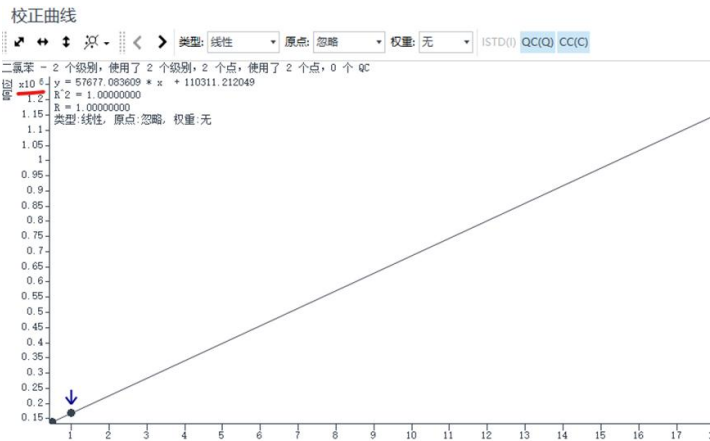 校正曲线
类型: 线性 原点: 忽略 权重: 无 ISTD(I) QC(Q) CC(C)
二氯苯 - 2 个级别, 使用了 2 个级别, 2 个点, 使用了 2 个点, 0 个 QC
响应 x10 6
y = 57677.083609 * x + 110311.212049
R^2 = 1.00000000
R = 1.00000000
类型:线性, 原点:忽略, 权重:无
1.2
1.15
1.1
1.05
1
0.95
0.9
0.85
0.8
0.75
0.7
0.65
0.6
0.55
0.5
0.45
0.4
0.35
0.3
0.25
0.2
0.15
1 2 3 4 5 6 7 8 9 10 11 12 13 14 15 16 17